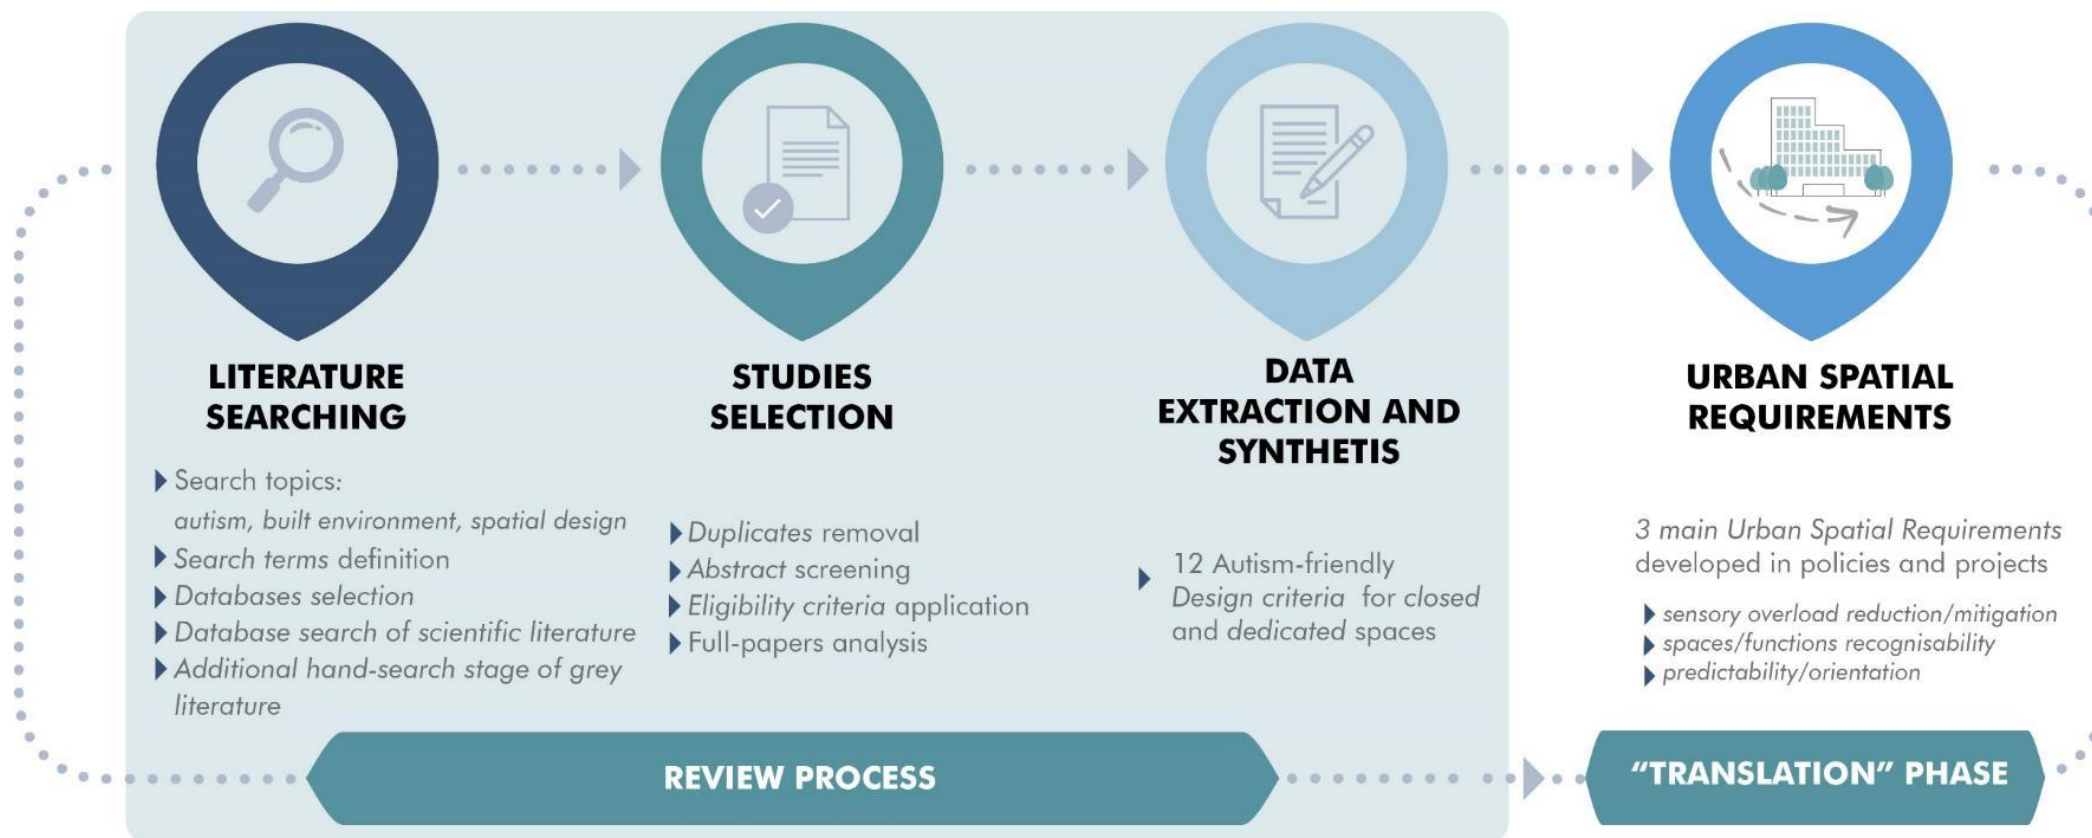 LITERATURE
SEARCHING
Search topics:
autism, built environment, spatial design
Search terms definition
Databases selection
Database search of scientific literature
Additional hand-search stage of grey
literature
STUDIES
SELECTION
Duplicates removal
Abstract screening
Eligibility criteria application
Full-papers analysis
DATA
EXTRACTION AND
SYNTHETIS
12 Autism-friendly
Design criteria for closed
and dedicated spaces
URBAN SPATIAL
REQUIREMENTS
3 main Urban Spatial Requirements
developed in policies and projects
sensory overload reduction/mitigation
spaces/functions recognisability
predictability/orientation
REVIEW PROCESS
“TRANSLATION” PHASE